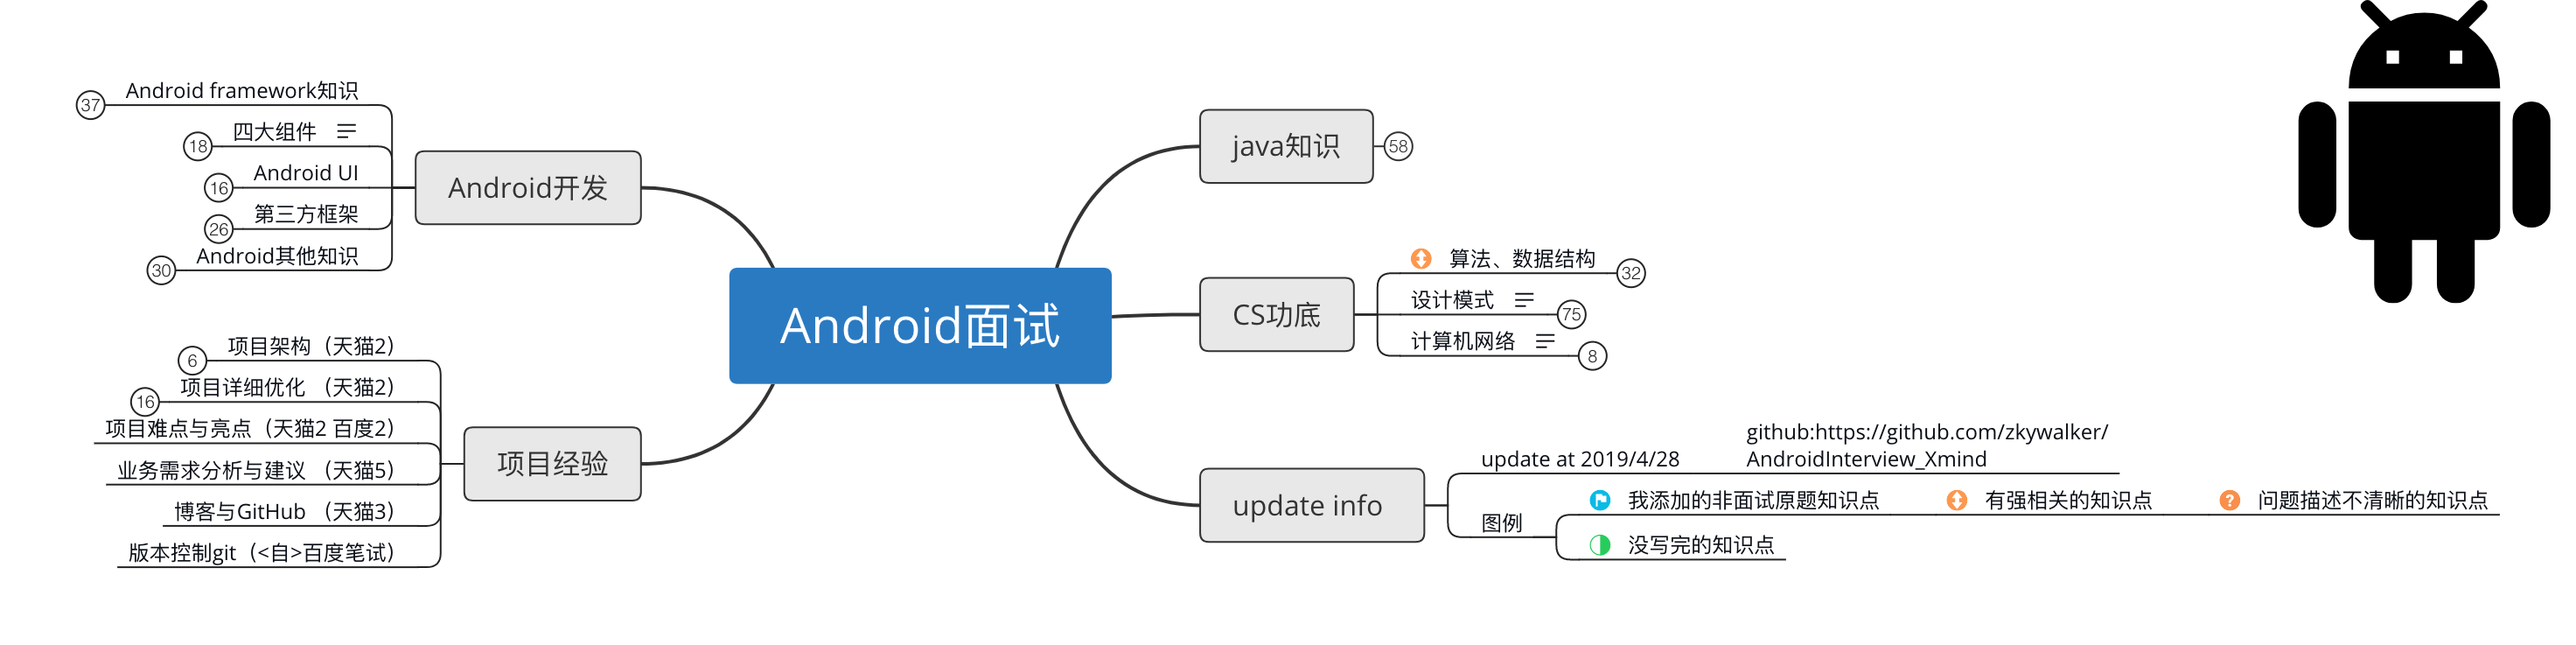 Android面试
Android开发
Android framework知识
37
四大组件
18
Android UI
16
第三方框架
26
Android其他知识
30
项目经验
项目架构（天猫2）
6
项目详细优化 （天猫2）
16
项目难点与亮点（天猫2 百度2）
业务需求分析与建议 （天猫5）
博客与GitHub （天猫3）
版本控制git（<自>百度笔试）
java知识
58
CS功底
算法、数据结构
32
设计模式
75
计算机网络
8
update info
update at 2019/4/28
github:https://github.com/zkywalker/
AndroidInterview_Xmind
图例
我添加的非面试原题知识点
有强相关的知识点
问题描述不清晰的知识点
没写完的知识点